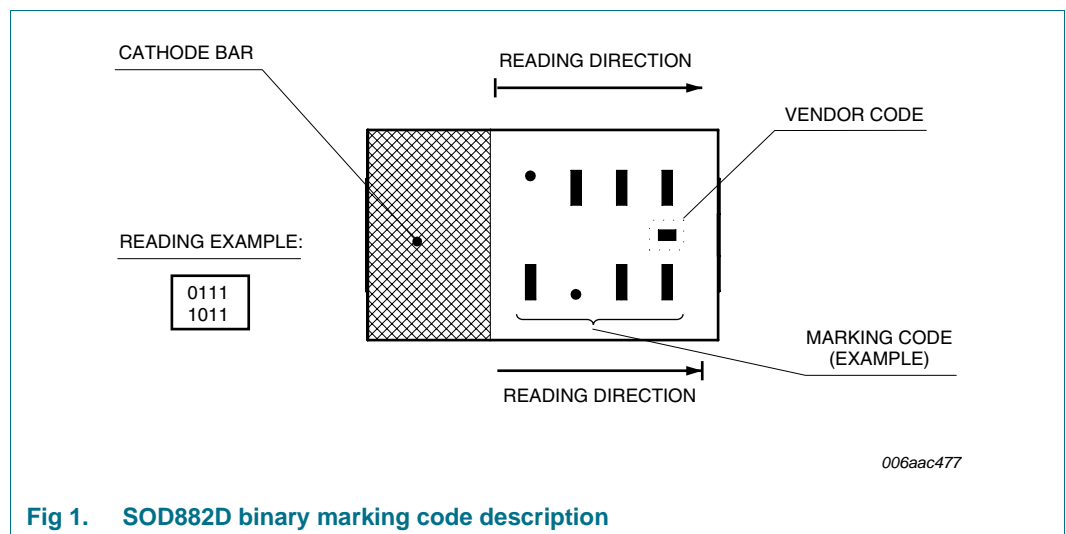 CATHODE BAR
READING DIRECTION
VENDOR CODE
READING EXAMPLE:
0111
1011
MARKING CODE
(EXAMPLE)
READING DIRECTION
006aac477
Fig 1. SOD882D binary marking code description